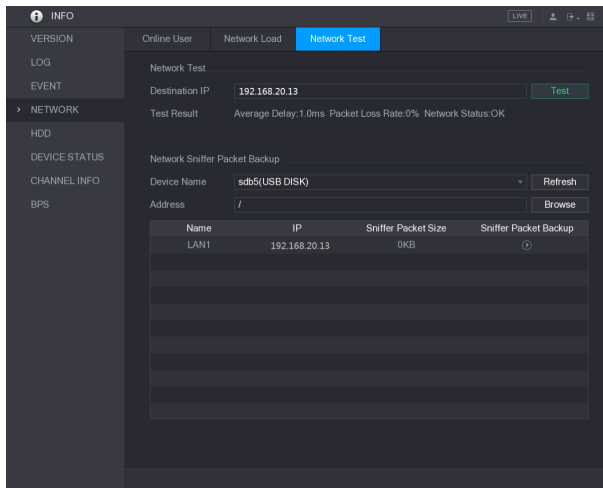 INFO
LIVE
VERSION
LOG
EVENT
NETWORK
HDD
DEVICE STATUS
CHANNEL INFO
BPS
Online User Network Load Network Test
Network Test
Destination IP 192.168.20.13 Test
Test Result Average Delay:1.0ms Packet Loss Rate:0% Network Status:OK
Network Sniffer Packet Backup
Device Name sdb5(USB DISK) Refresh
Address / Browse
Name IP Sniffer Packet Size Sniffer Packet Backup
LAN1 192.168.20.13 0KB